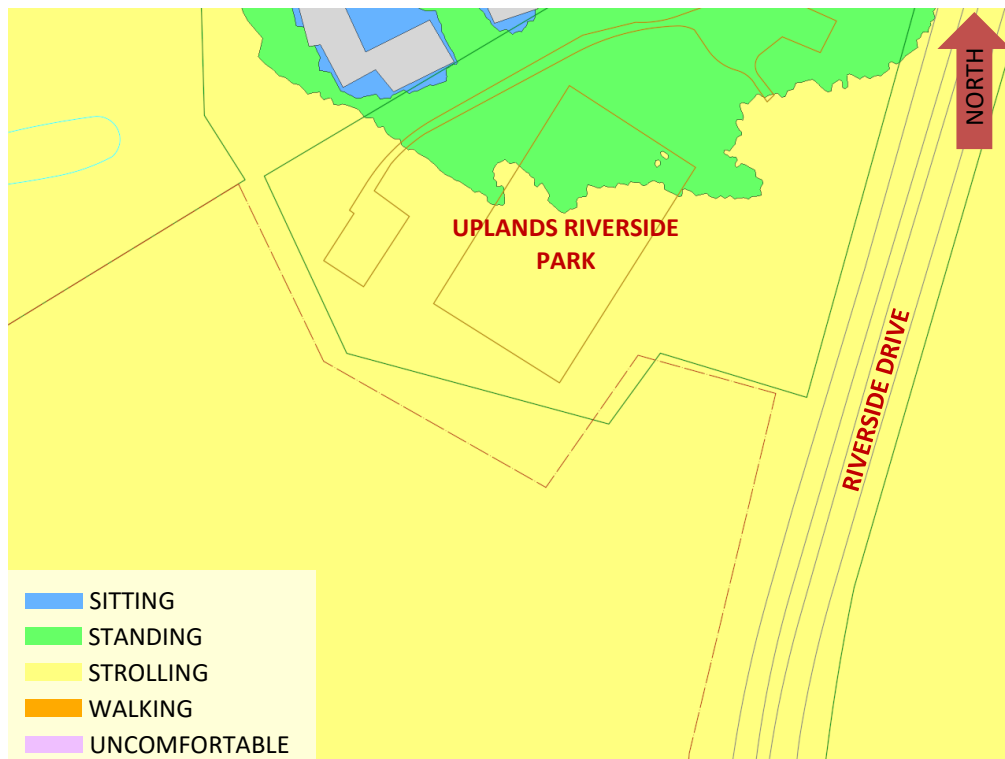 NORTH
UPLANDS RIVERSIDE
PARK
RIVERSIDE DRIVE
SITTING
STANDING
STROLLING
WALKING
UNCOMFORTABLE